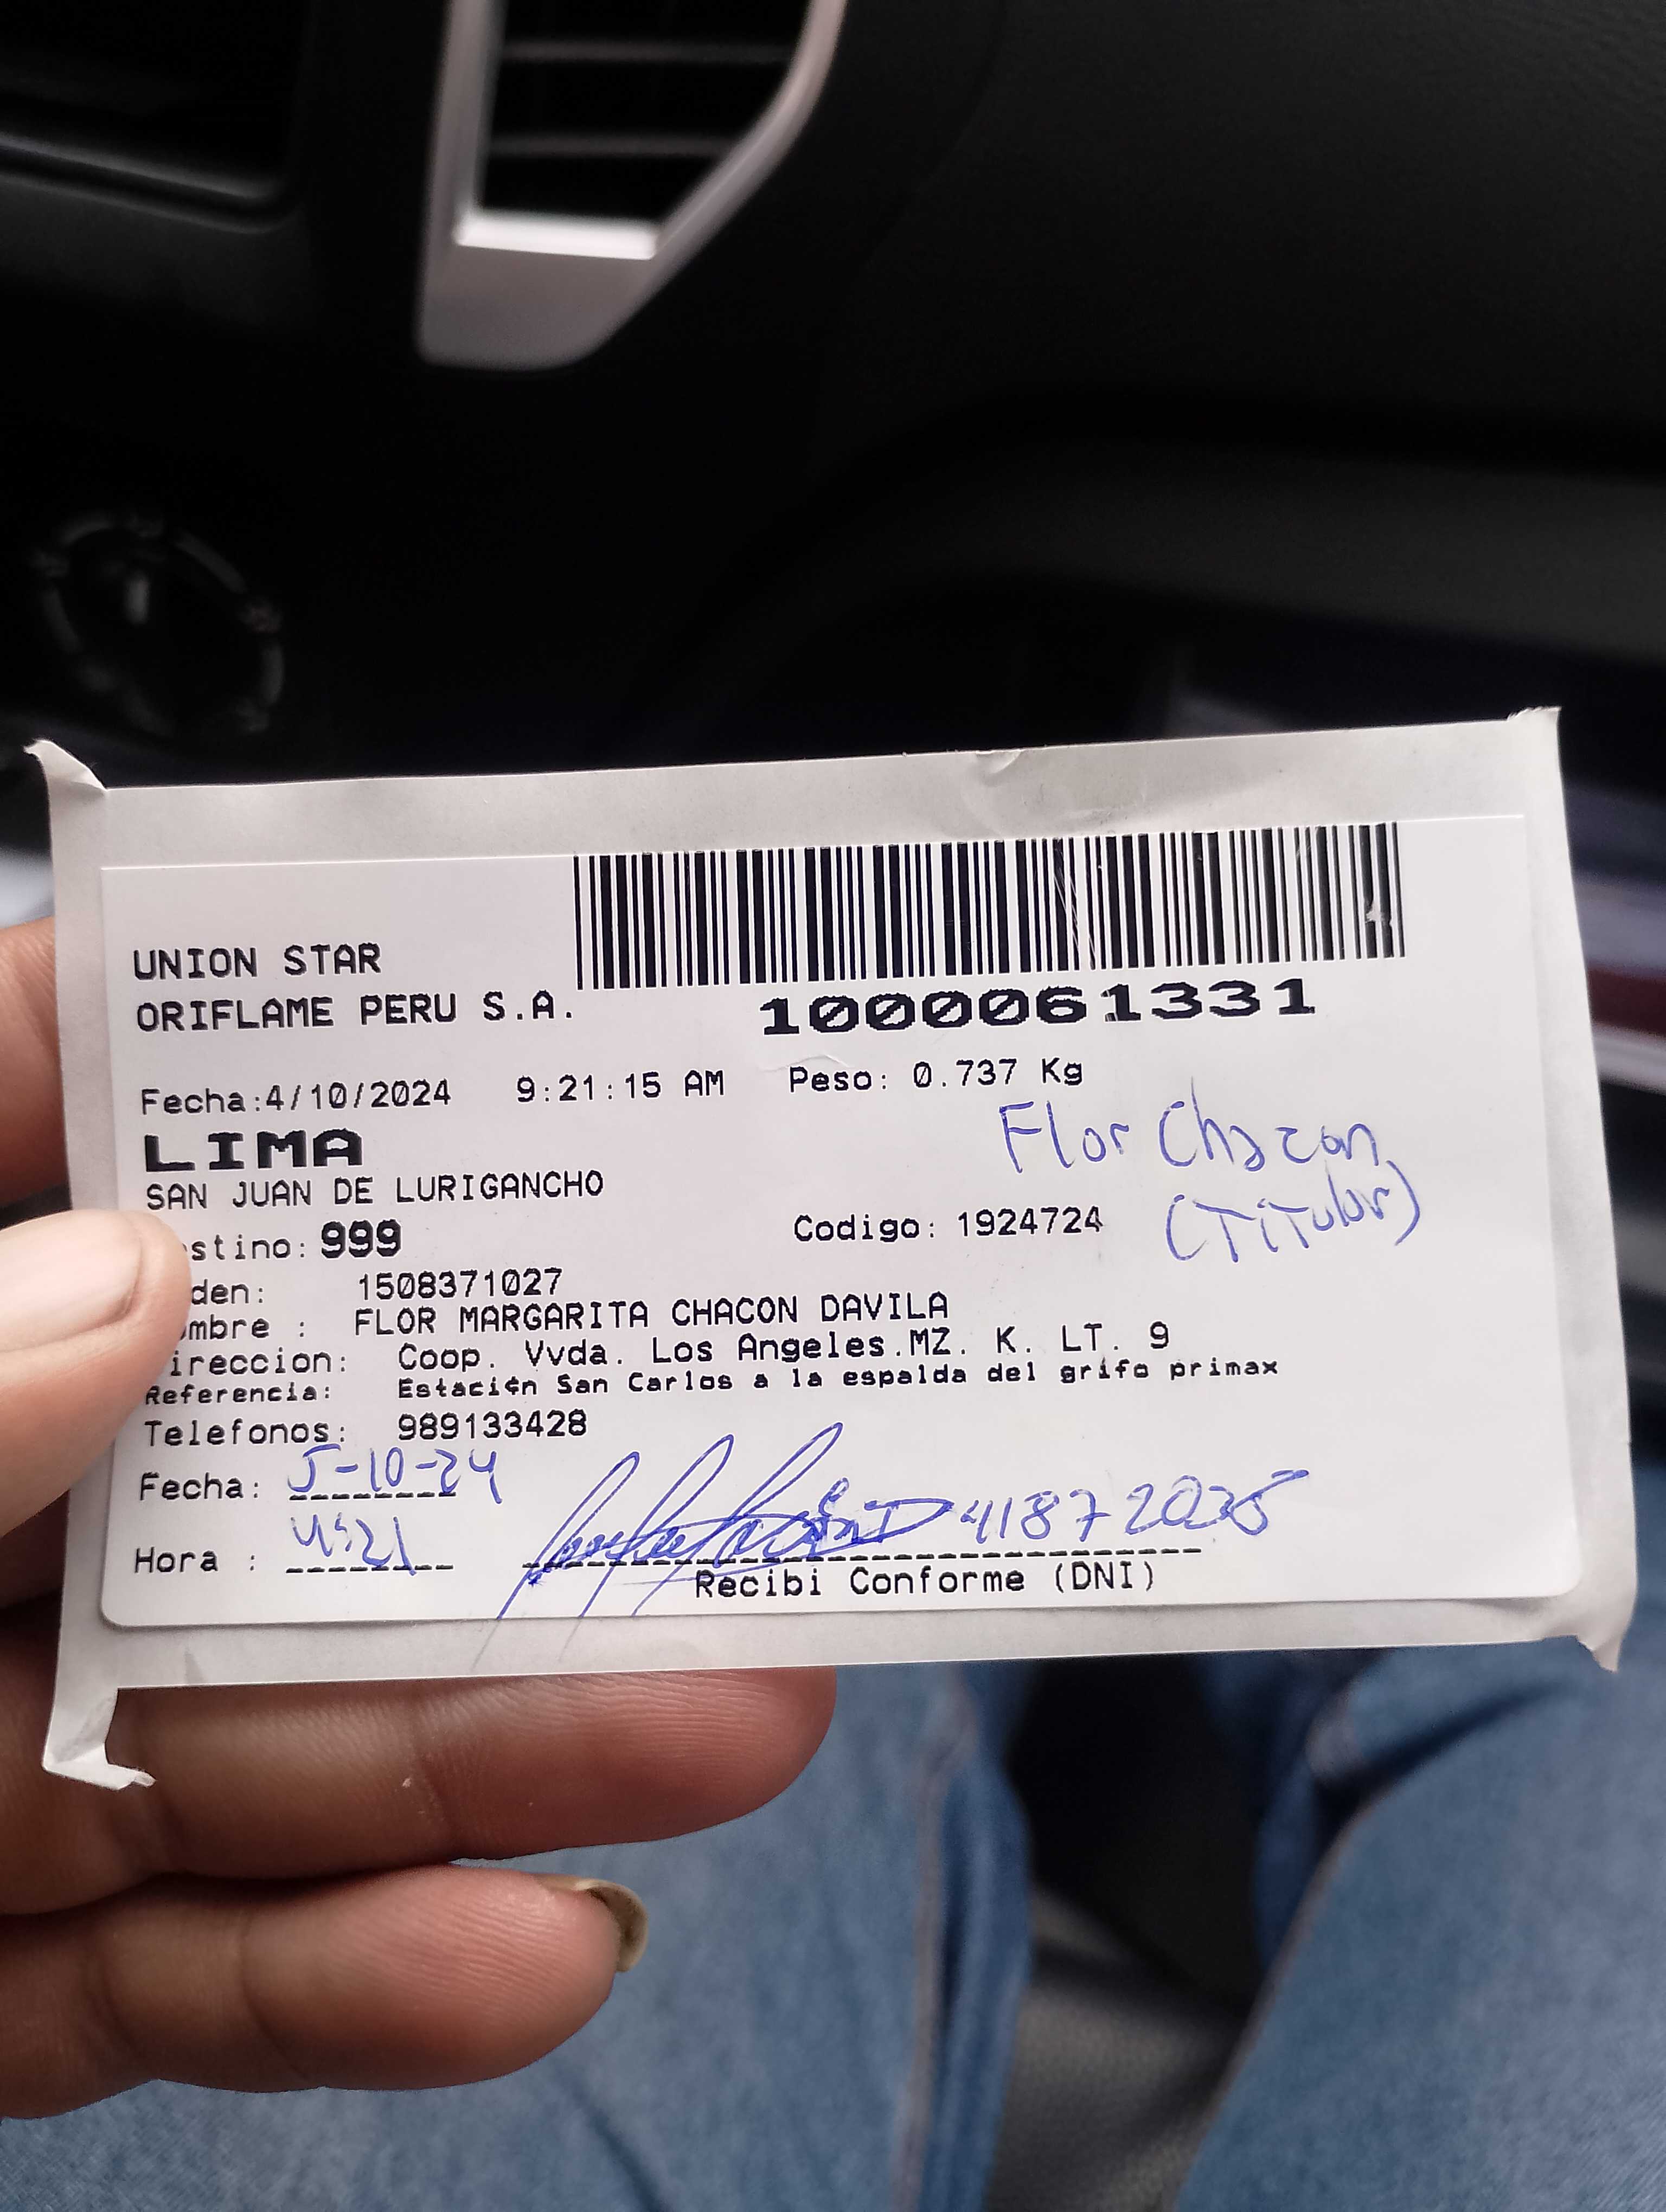 UNION STAR
ORIFLAME PERU S.A.
1000061331
Fecha:4/10/2024 9:21:15 AM Peso: 0.737 Kg
LIMA
Flor Chacon
SAN JUAN DE LURIGANCHO
(Titular)
stino: 999 Codigo: 1924724
den: 1508371027
mbre : FLOR MARGARITA CHACON DAVILA
ireccion: Coop. Vvda. Los Angeles.MZ. K. LT. 9
Referencia: Estación San Carlos a la espalda del grifo primax
Telefonos: 989133428
Fecha: 5-10-24
Hora : 4:21
Recibi Conforme (DNI)